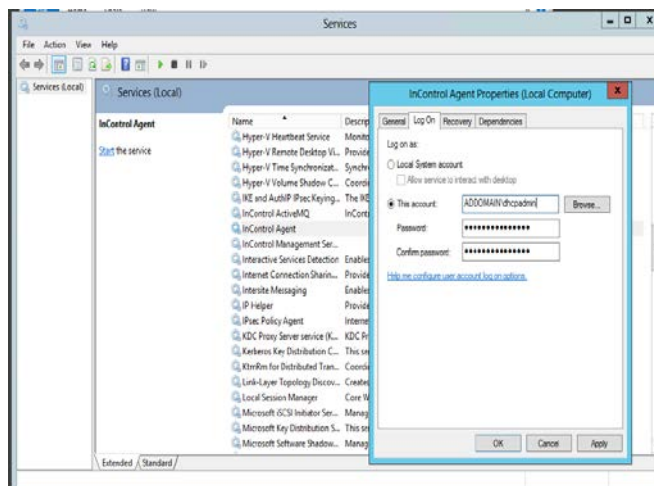 Services
File Action View Help
Services (Local)
Services (Local)
InControl Agent
Start the service
Name Descrip
Hyper-V Heartbeat Service Monito
Hyper-V Remote Desktop Vi... Provide
Hyper-V Time Synchronizat... Synchr
Hyper-V Volume Shadow C... Coordi
IKE and AuthIP IPsec Keying... The IKE
InControl ActiveMQ InContr
InControl Agent
InControl Management Ser...
Interactive Services Detection Enables
Internet Connection Sharin... Provide
Intersite Messaging Enable
IP Helper Provide
IPsec Policy Agent Interne
KDC Proxy Server service (K... KDC Pr
Kerberos Key Distribution C... This se
KtmRm for Distributed Tran... Coordi
Link-Layer Topology Discov... Create
Local Session Manager Core W
Microsoft iSCSI Initiator Ser... Manag
Microsoft Key Distribution S... This se
Microsoft Software Shadow... Manag
Extended Standard
InControl Agent Properties (Local Computer)
General Log On Recovery Dependencies
Log on as:
Local System account
Allow service to interact with desktop
This account: ADDOMAIN\dhcpadmin Browse...
Password:
Confirm password:
Help me configure user account log on options.
OK Cancel Apply